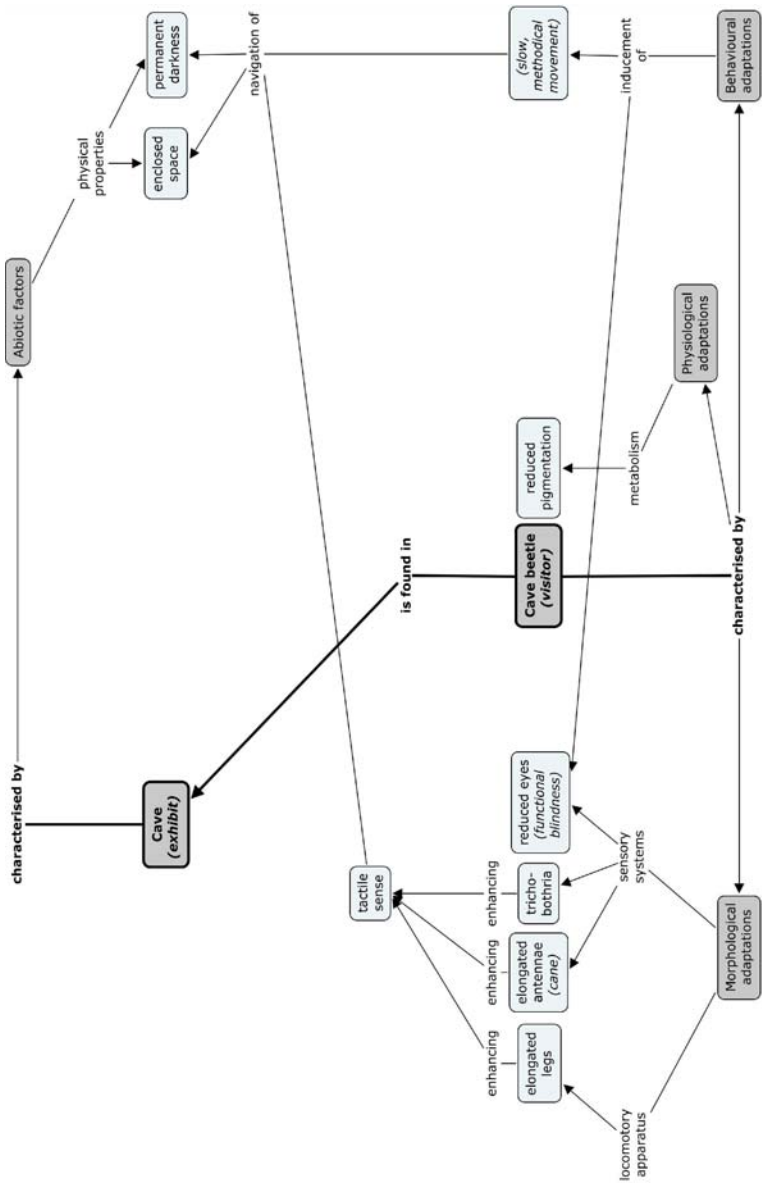 characterised by
Abiotic factors
physical
properties
Cave
(exhibit)
enclosed
space
permanent
darkness
navigation of
tactile
sense
is found in
enhancing
enhancing
enhancing
elongated
legs
elongated
antennae
(cane)
tricho-
bothria
reduced eyes
(functional
blindness)
Cave beetle
(visitor)
reduced
pigmentation
(slow,
methodical
movement)
locomotory
apparatus
sensory
systems
metabolism
inducement
of
Physiological
adaptations
Morphological
adaptations
characterised by
Behavioural
adaptations